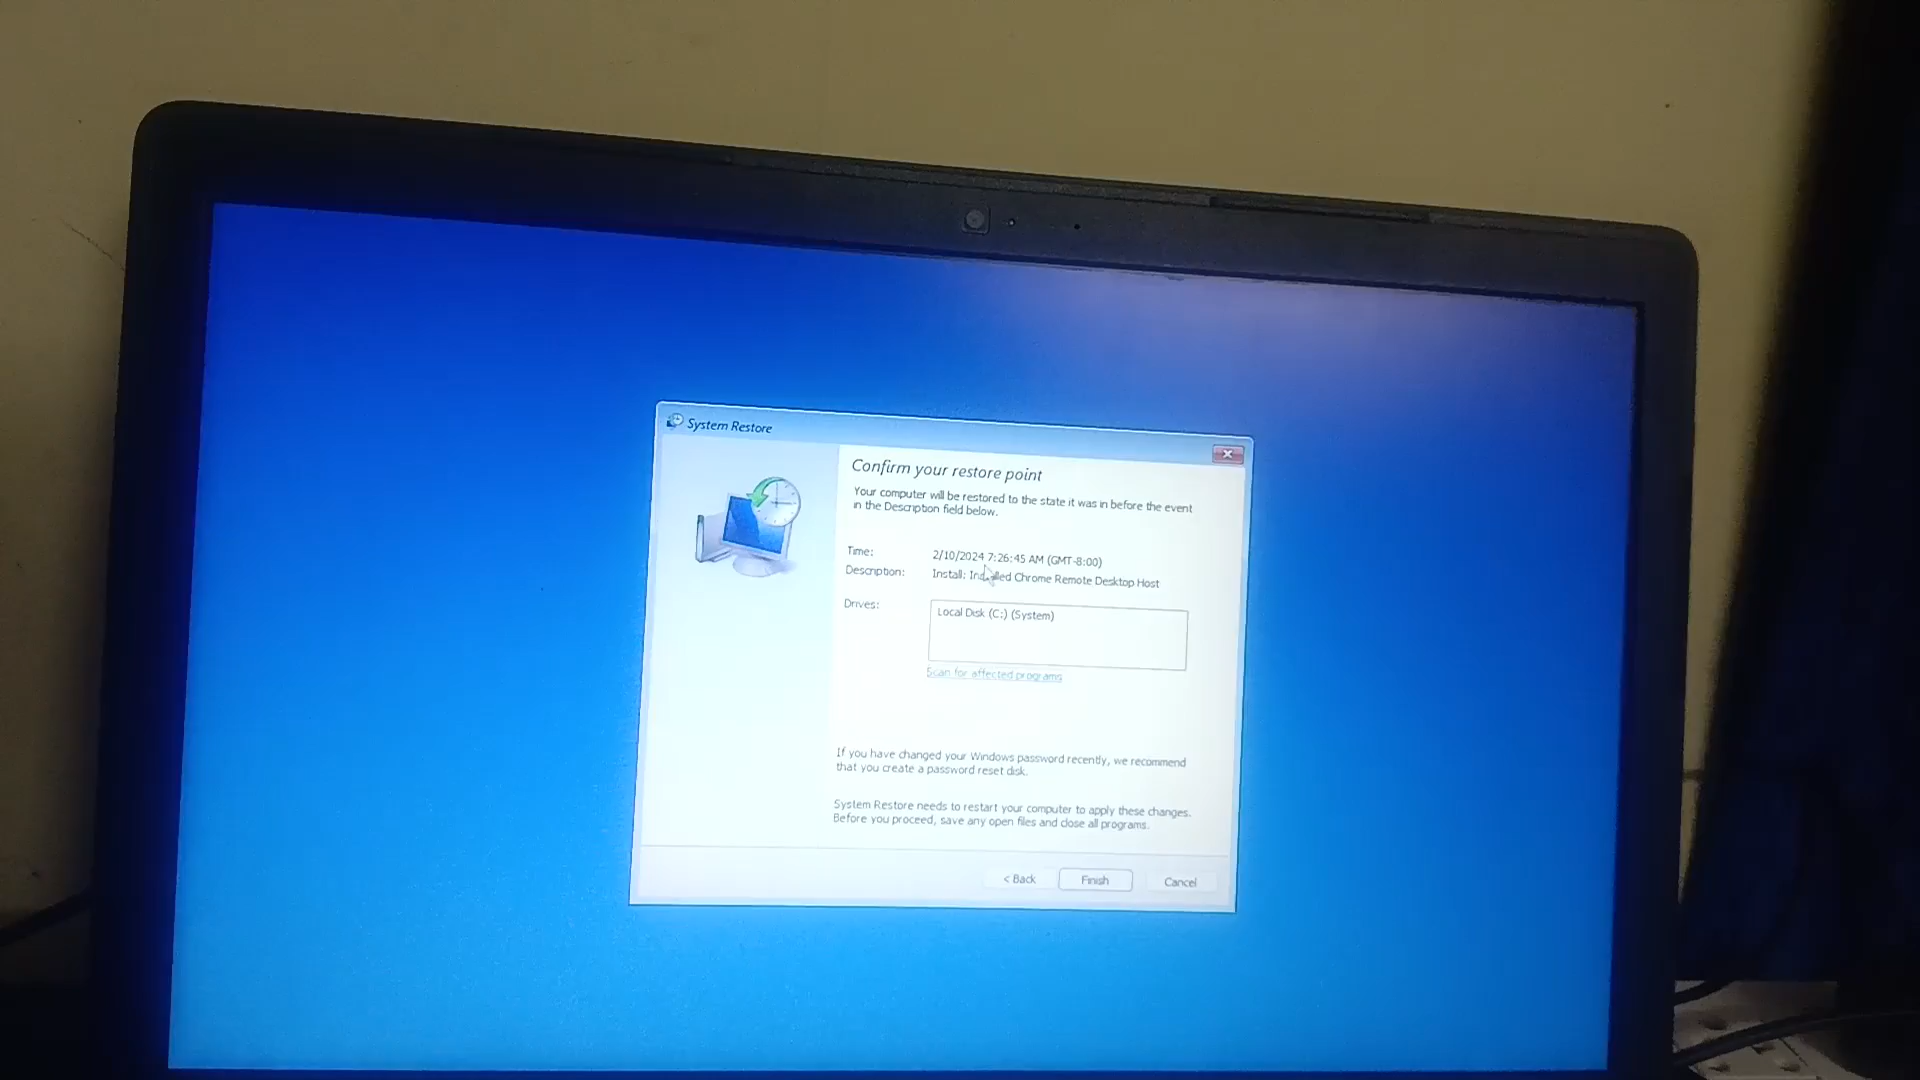 System Restore
Confirm your restore point
Your computer will be restored to the state it was in before the event
in the Description field below.
Time: 2/10/2024 7:26:45 AM (GMT-8:00)
Description: Install: Installed Chrome Remote Desktop Host
Drives: Local Disk (C:) (System)
Scan for affected programs
If you have changed your Windows password recently, we recommend
that you create a password reset disk.
System Restore needs to restart your computer to apply these changes.
Before you proceed, save any open files and close all programs.
< Back Finish Cancel